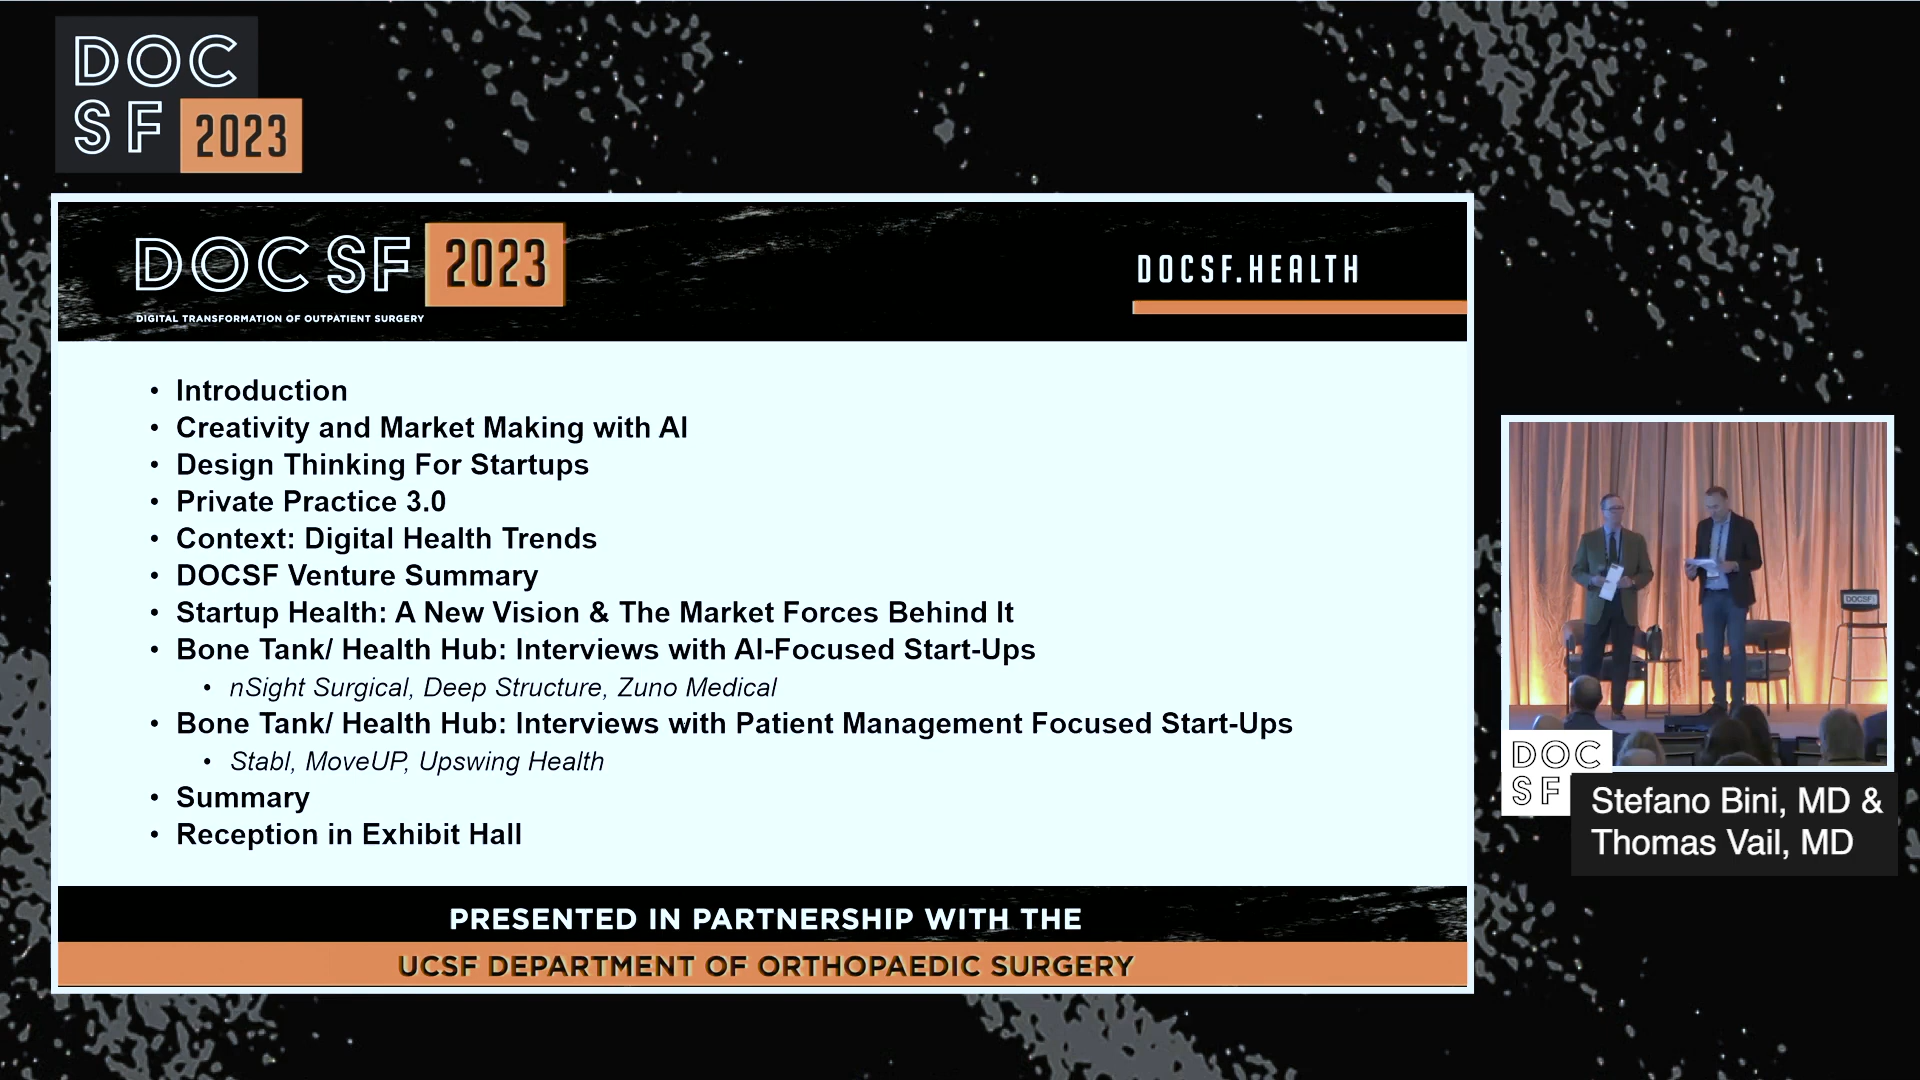 DOC
SF 2023
DOC SF 2023
DIGITAL TRANSFORMATION OF OUTPATIENT SURGERY
DOCSF.HEALTH
• Introduction
• Creativity and Market Making with AI
• Design Thinking For Startups
• Private Practice 3.0
• Context: Digital Health Trends
• DOCSF Venture Summary
• Startup Health: A New Vision & The Market Forces Behind It
• Bone Tank/ Health Hub: Interviews with AI-Focused Start-Ups
• nSight Surgical, Deep Structure, Zuno Medical
• Bone Tank/ Health Hub: Interviews with Patient Management Focused Start-Ups
• Stabl, MoveUP, Upswing Health
• Summary
• Reception in Exhibit Hall
PRESENTED IN PARTNERSHIP WITH THE
UCSF DEPARTMENT OF ORTHOPAEDIC SURGERY
DOCSF
DOC
SF
Stefano Bini, MD &
Thomas Vail, MD